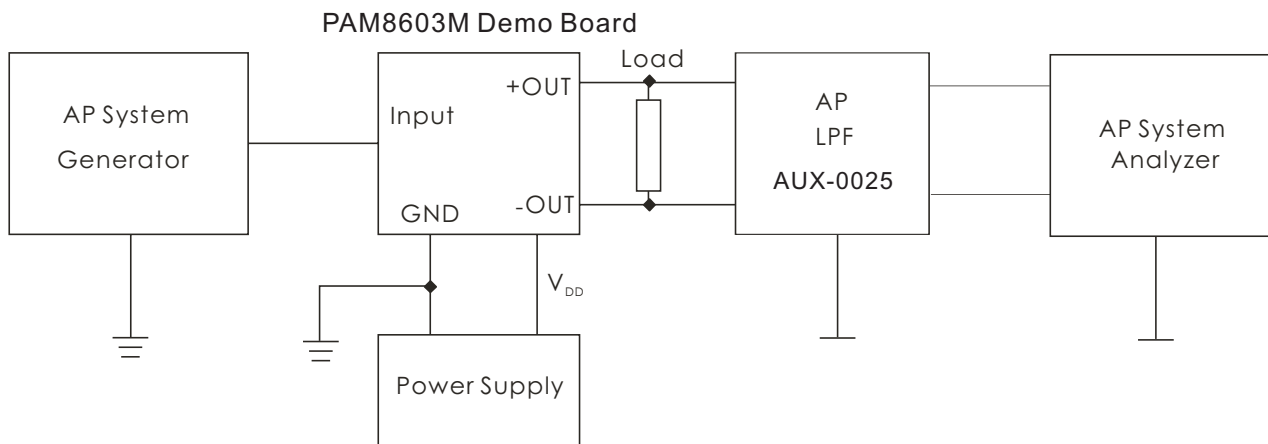 PAM8603M Demo Board
AP System
Generator
Input
+OUT
-OUT
GND
Load
AP
LPF
AUX-0025
AP System
Analyzer
VDD
Power Supply